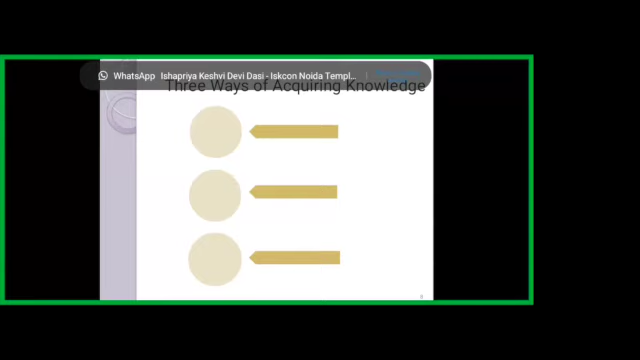 WhatsApp Ishapriya Keshvi Devi Dasi - Iskcon Noida Templ...
Three Ways of Acquiring Knowledge